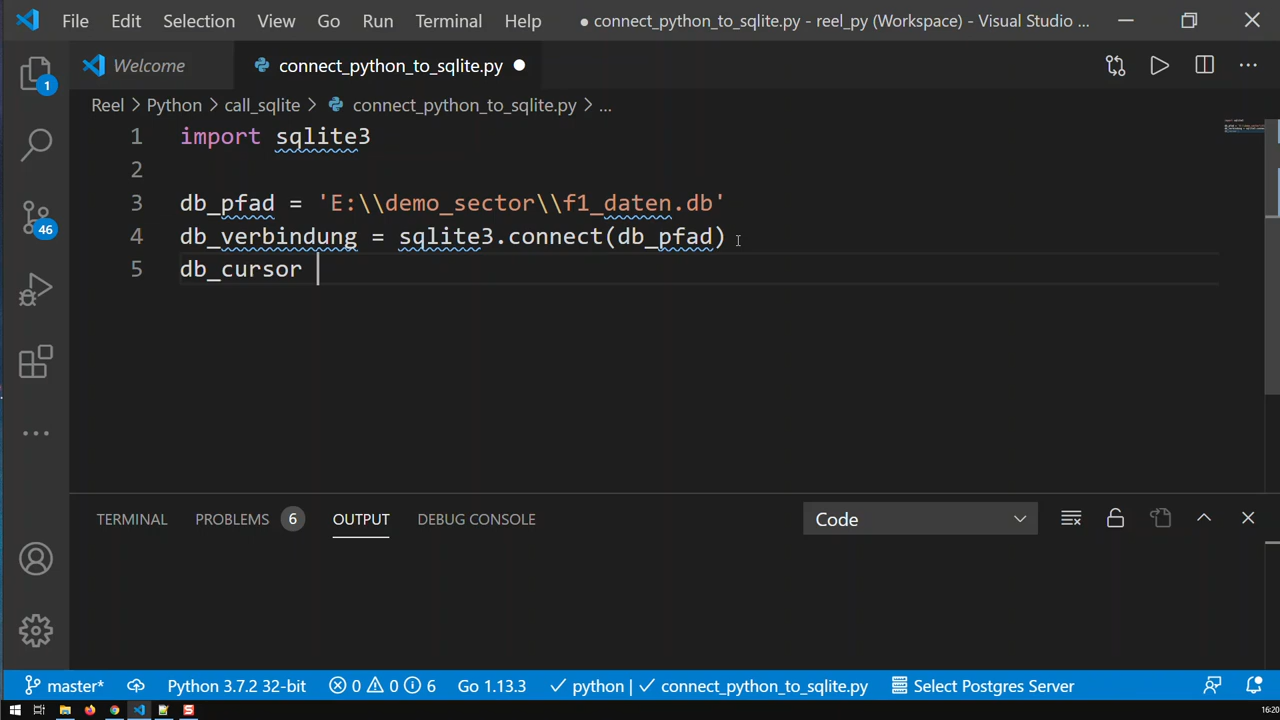 File Edit Selection View Go Run Terminal Help ● connect_python_to_sqlite.py - reel_py (Workspace) - Visual Studio ...
Welcome connect_python_to_sqlite.py
Reel > Python > call_sqlite > connect_python_to_sqlite.py > ...
1 import sqlite3
2
3 db_pfad = 'E:\\demo_sector\\f1_daten.db'
4 db_verbindung = sqlite3.connect(db_pfad)
5 db_cursor
1
46
TERMINAL PROBLEMS 6 OUTPUT DEBUG CONSOLE Code
master* Python 3.7.2 32-bit 0 0 6 Go 1.13.3 ✓ python | ✓ connect_python_to_sqlite.py Select Postgres Server
16:20